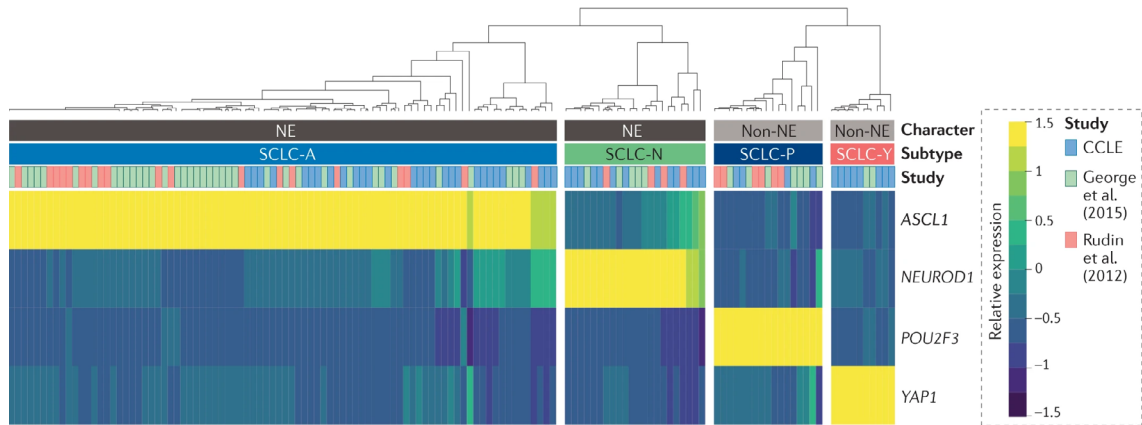 NE
NE
Non-NE
Non-NE
Character
SCLC-A
SCLC-N
SCLC-P
SCLC-Y
Subtype
Study
ASCL1
NEUROD1
POU2F3
YAP1
Relative expression
1.5
1
0.5
0
−0.5
−1
−1.5
Study
CCLE
George
et al.
(2015)
Rudin
et al.
(2012)